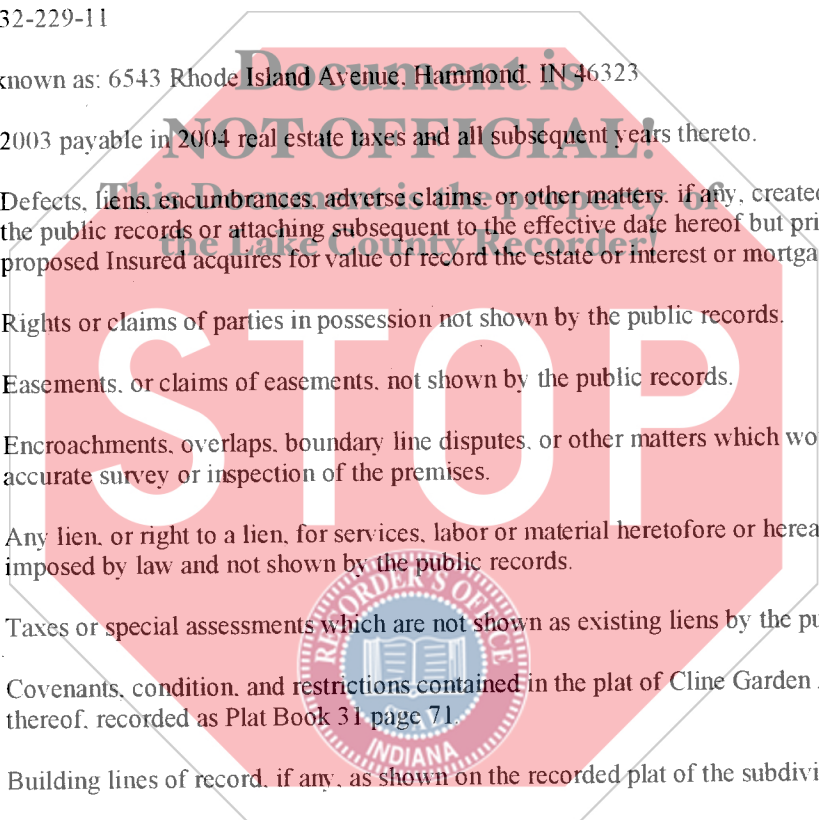 32-229-11
known as: 6543 Rhode Island Avenue, Hammond, IN 46323
Document is
NOT OFFICIAL!
2003 payable in 2004 real estate taxes and all subsequent years thereto.
This Document is the property of
the Lake County Recorder!
Defects, liens, encumbrances, adverse claims, or other matters, if any, created
the public records or attaching subsequent to the effective date hereof but pri
proposed Insured acquires for value of record the estate or interest or mortga
Rights or claims of parties in possession not shown by the public records.
STOP
Easements, or claims of easements, not shown by the public records.
Encroachments, overlaps, boundary line disputes, or other matters which wo
accurate survey or inspection of the premises.
Any lien, or right to a lien, for services, labor or material heretofore or herea
imposed by law and not shown by the public records.
RECORDER'S OFFICE
Taxes or special assessments which are not shown as existing liens by the pu
Covenants, condition, and restrictions contained in the plat of Cline Garden
thereof, recorded as Plat Book 31 page 71.
SEAL
INDIANA
Building lines of record, if any, as shown on the recorded plat of the subdivi